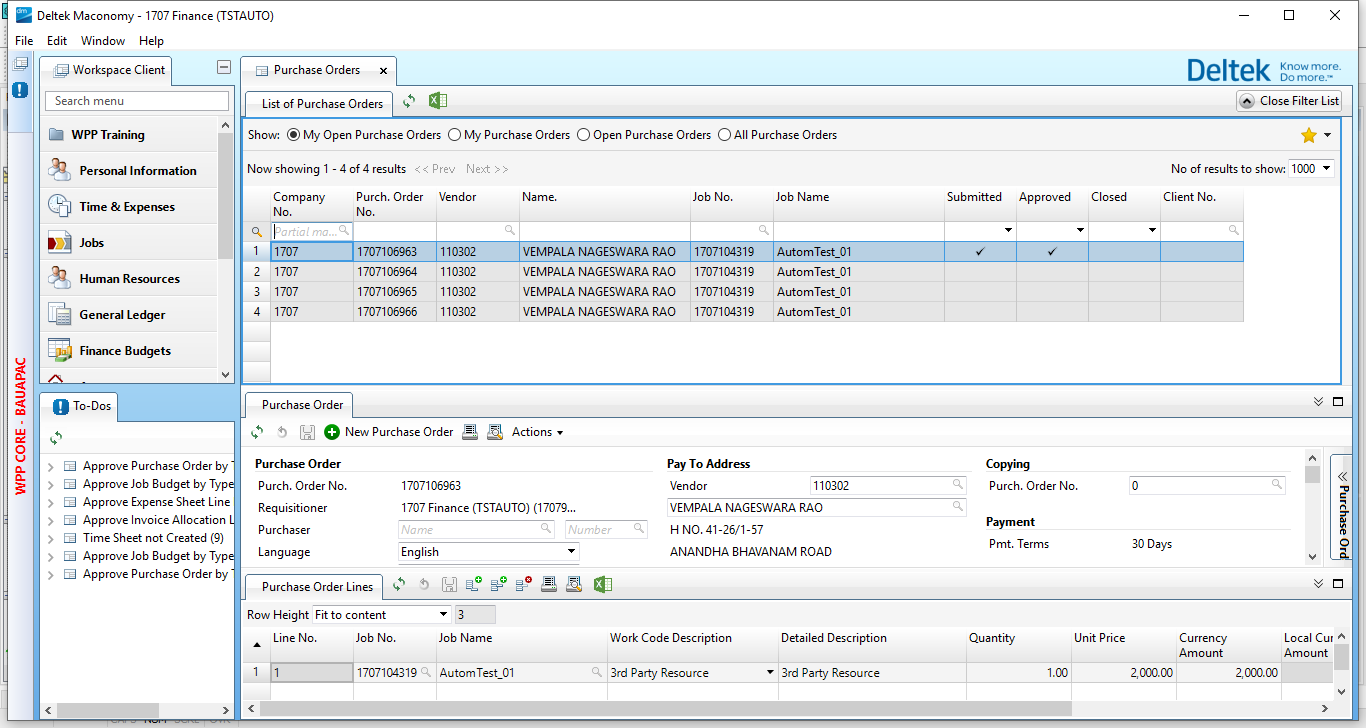 Deltek Maconomy - 1707 Finance (TSTAUTO)
File Edit Window Help
Workspace Client
Search menu
WPP Training
Personal Information
Time & Expenses
Jobs
Human Resources
General Ledger
Finance Budgets
WPP CORE - BAUAPAC
To-Dos
Approve Purchase Order by
Approve Job Budget by Type
Approve Expense Sheet Line
Approve Invoice Allocation L
Time Sheet not Created (9)
Approve Job Budget by Type
Approve Purchase Order by
Purchase Orders
Deltek Know more.
Do more.™
List of Purchase Orders
Close Filter List
Show: My Open Purchase Orders My Purchase Orders Open Purchase Orders All Purchase Orders
Now showing 1 - 4 of 4 results << Prev Next >> No of results to show: 1000
Company No. Purch. Order No. Vendor Name. Job No. Job Name Submitted Approved Closed Client No.
Partial ma...
1 1707 1707106963 110302 VEMPALA NAGESWARA RAO 1707104319 AutomTest_01 ✓ ✓
2 1707 1707106964 110302 VEMPALA NAGESWARA RAO 1707104319 AutomTest_01
3 1707 1707106965 110302 VEMPALA NAGESWARA RAO 1707104319 AutomTest_01
4 1707 1707106966 110302 VEMPALA NAGESWARA RAO 1707104319 AutomTest_01
Purchase Order
New Purchase Order Actions
Purchase Order Pay To Address Copying
Purch. Order No. 1707106963 Vendor 110302 Purch. Order No. 0
Requisitioner 1707 Finance (TSTAUTO) (17079... VEMPALA NAGESWARA RAO Payment
Purchaser Name Number H NO. 41-26/1-57
Language English ANANDHA BHAVANAM ROAD Pmt. Terms 30 Days
Purchase Ord
Purchase Order Lines
Row Height Fit to content 3
Line No. Job No. Job Name Work Code Description Detailed Description Quantity Unit Price Currency Amount Local Cur Amount
1 1 1707104319 AutomTest_01 3rd Party Resource 3rd Party Resource 1.00 2,000.00 2,000.00